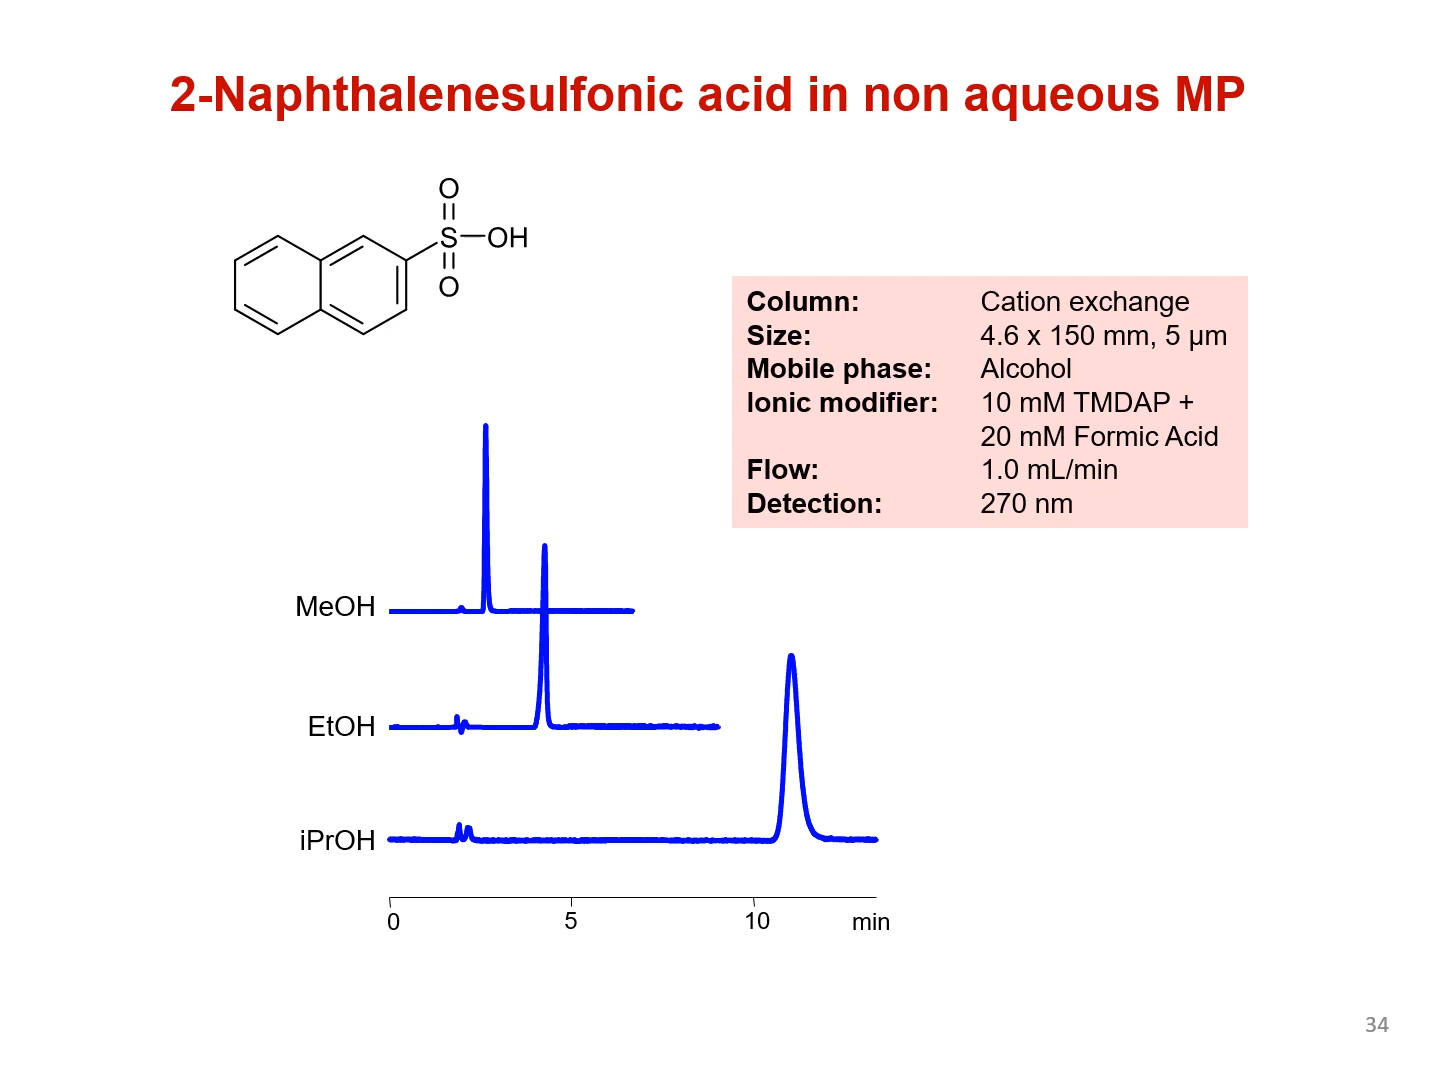 2-Naphthalenesulfonic acid in non aqueous MP
O
S
OH
O
Column: Cation exchange
Size: 4.6 x 150 mm, 5 µm
Mobile phase: Alcohol
Ionic modifier: 10 mM TMDAP +
20 mM Formic Acid
Flow: 1.0 mL/min
Detection: 270 nm
MeOH
EtOH
iPrOH
0 5 10 min
34